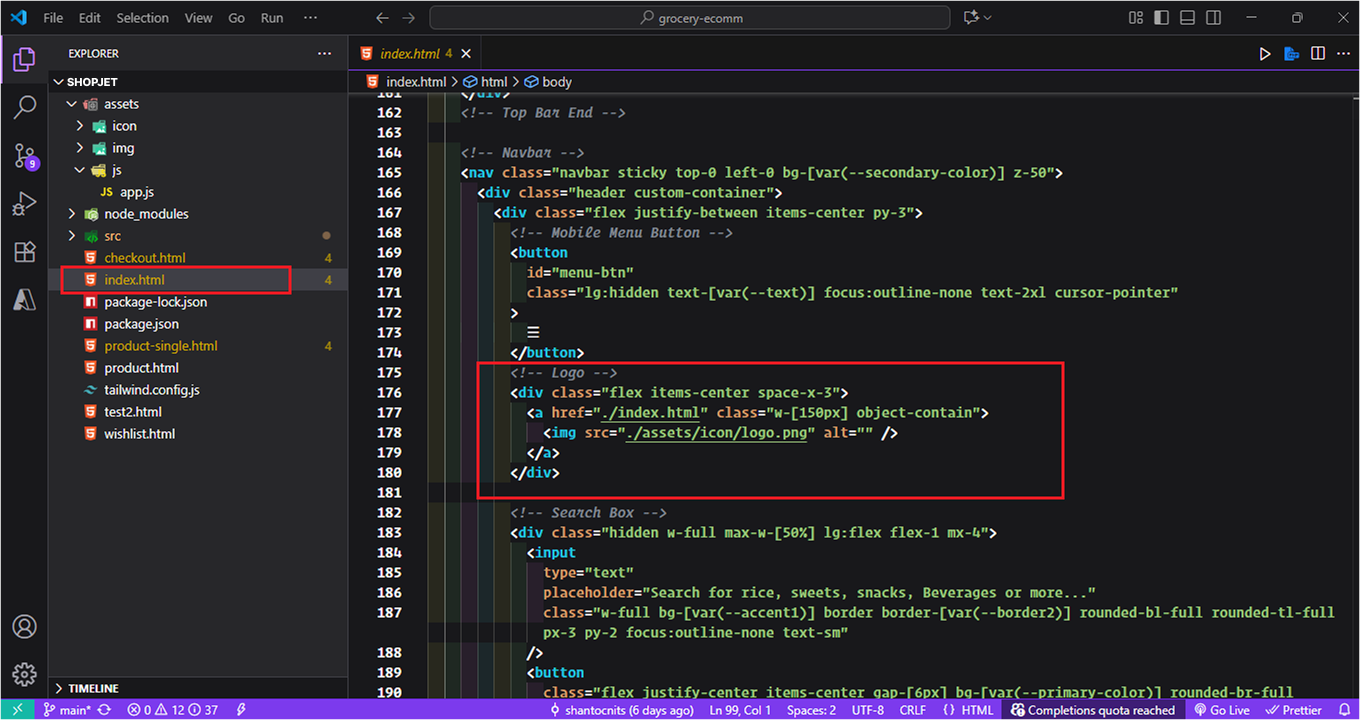 File Edit Selection View Go Run ··· grocery-ecomm
EXPLORER ···
SHOPJET
assets
icon
img
js
JS app.js
node_modules
src
checkout.html 4
index.html 4
package-lock.json
package.json
product-single.html 4
product.html
tailwind.config.js
test2.html
wishlist.html
TIMELINE
9
index.html 4
index.html > html > body
161 </div>
162 <!-- Top Bar End -->
163
164 <!-- Navbar -->
165 <nav class="navbar sticky top-0 left-0 bg-[var(--secondary-color)] z-50">
166 <div class="header custom-container">
167 <div class="flex justify-between items-center py-3">
168 <!-- Mobile Menu Button -->
169 <button
170 id="menu-btn"
171 class="lg:hidden text-[var(--text)] focus:outline-none text-2xl cursor-pointer"
172 >
173 ☰
174 </button>
175 <!-- Logo -->
176 <div class="flex items-center space-x-3">
177 <a href="./index.html" class="w-[150px] object-contain">
178 <img src="./assets/icon/logo.png" alt="" />
179 </a>
180 </div>
181
182 <!-- Search Box -->
183 <div class="hidden w-full max-w-[50%] lg:flex flex-1 mx-4">
184 <input
185 type="text"
186 placeholder="Search for rice, sweets, snacks, Beverages or more..."
187 class="w-full bg-[var(--accent1)] border border-[var(--border2)] rounded-bl-full rounded-tl-full
px-3 py-2 focus:outline-none text-sm"
188 />
189 <button
190 class="flex justify-center items-center gap-[6px] bg-[var(--primary-color)] rounded-br-full
main* 0 12 37 shantocnits (6 days ago) Ln 99, Col 1 Spaces: 2 UTF-8 CRLF {} HTML Completions quota reached Go Live Prettier